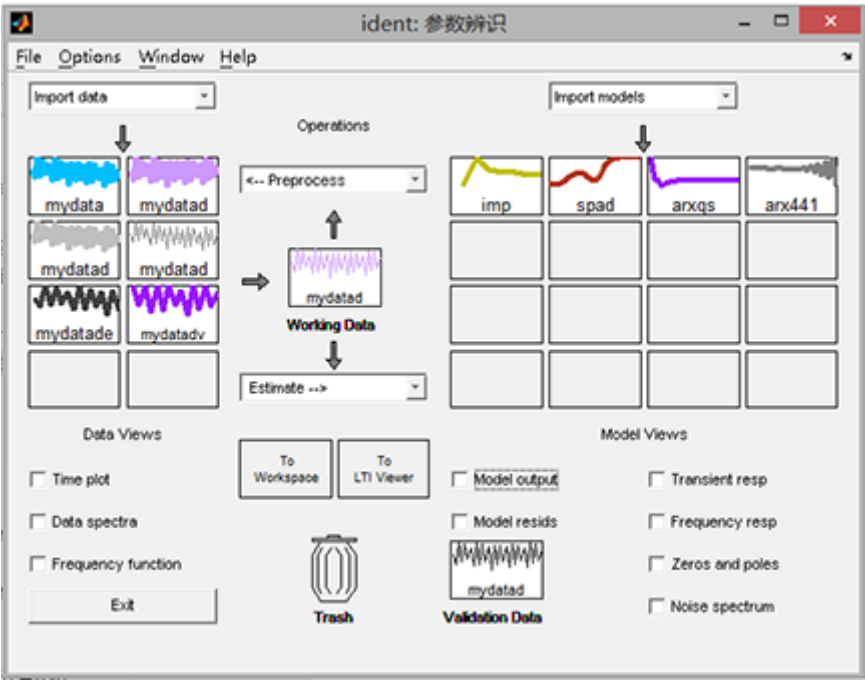 ident: 参数辨识
File Options Window Help
Import data
Import models
Operations
mydata mydatad
<-- Preprocess
imp spad arxqs arx441
mydatad mydatad
mydatad
mydatade mydatadv
Working Data
Estimate -->
Data Views
Model Views
To Workspace
To LTI Viewer
Time plot
Model output
Transient resp
Data spectra
Model resids
Frequency resp
Frequency function
Zeros and poles
mydatad
Exit
Trash
Validation Data
Noise spectrum